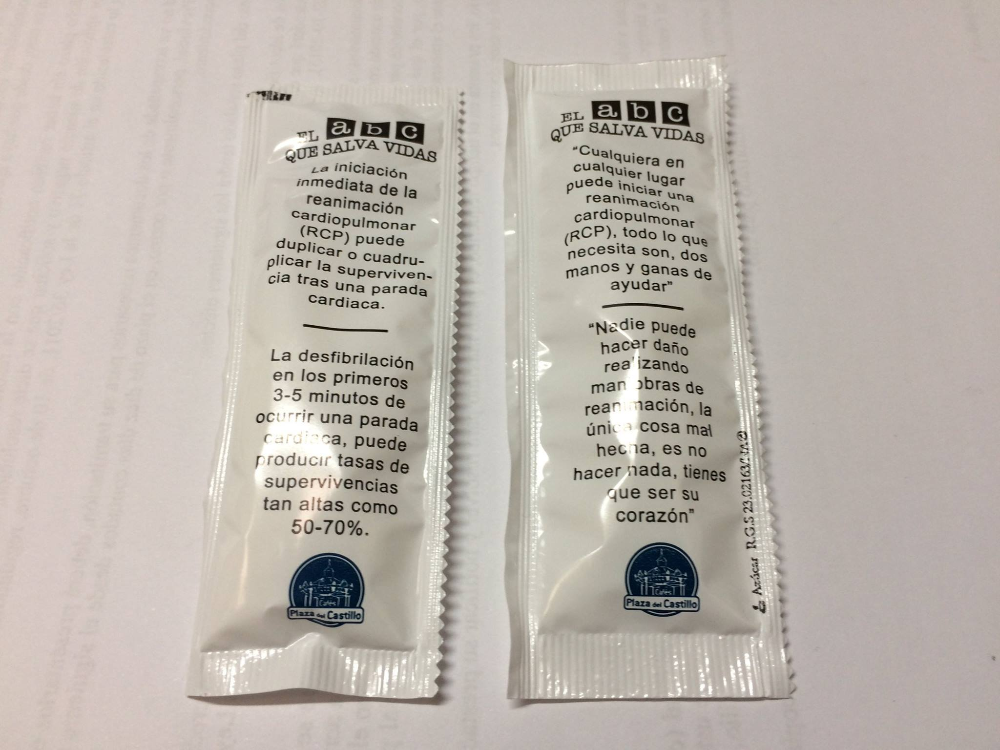 EL abc
QUE SALVA VIDAS
La iniciación
inmediata de la
reanimación
cardiopulmonar
(RCP) puede
duplicar o cuadru-
plicar la superviven-
cia tras una parada
cardiaca.
La desfibrilación
en los primeros
3-5 minutos de
ocurrir una parada
cardiaca, puede
producir tasas de
supervivencias
tan altas como
50-70%.
Cafés
Plaza del Castillo
EL abc
QUE SALVA VIDAS
“Cualquiera en
cualquier lugar
puede iniciar una
reanimación
cardiopulmonar
(RCP), todo lo que
necesita son, dos
manos y ganas de
ayudar”
“Nadie puede
hacer daño
realizando
maniobras de
reanimación, la
única cosa mal
hecha, es no
hacer nada, tienes
que ser su
corazón”
Cafés
Plaza del Castillo
Azúcar R.G.S 23.02163/